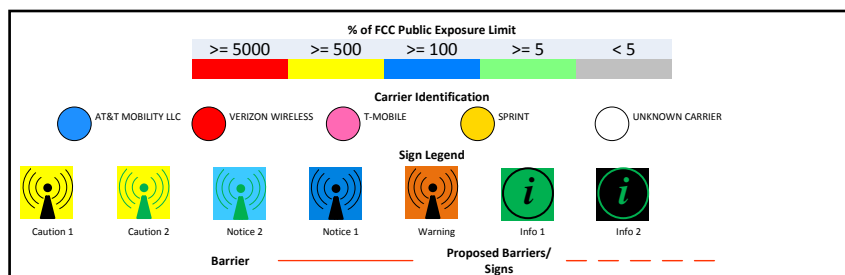 % of FCC Public Exposure Limit
>= 5000 >= 500 >= 100 >= 5 < 5
Carrier Identification
AT&T MOBILITY LLC VERIZON WIRELESS T-MOBILE SPRINT UNKNOWN CARRIER
Sign Legend
i i
Caution 1 Caution 2 Notice 2 Notice 1 Warning Info 1 Info 2
Barrier Proposed Barriers/
Signs